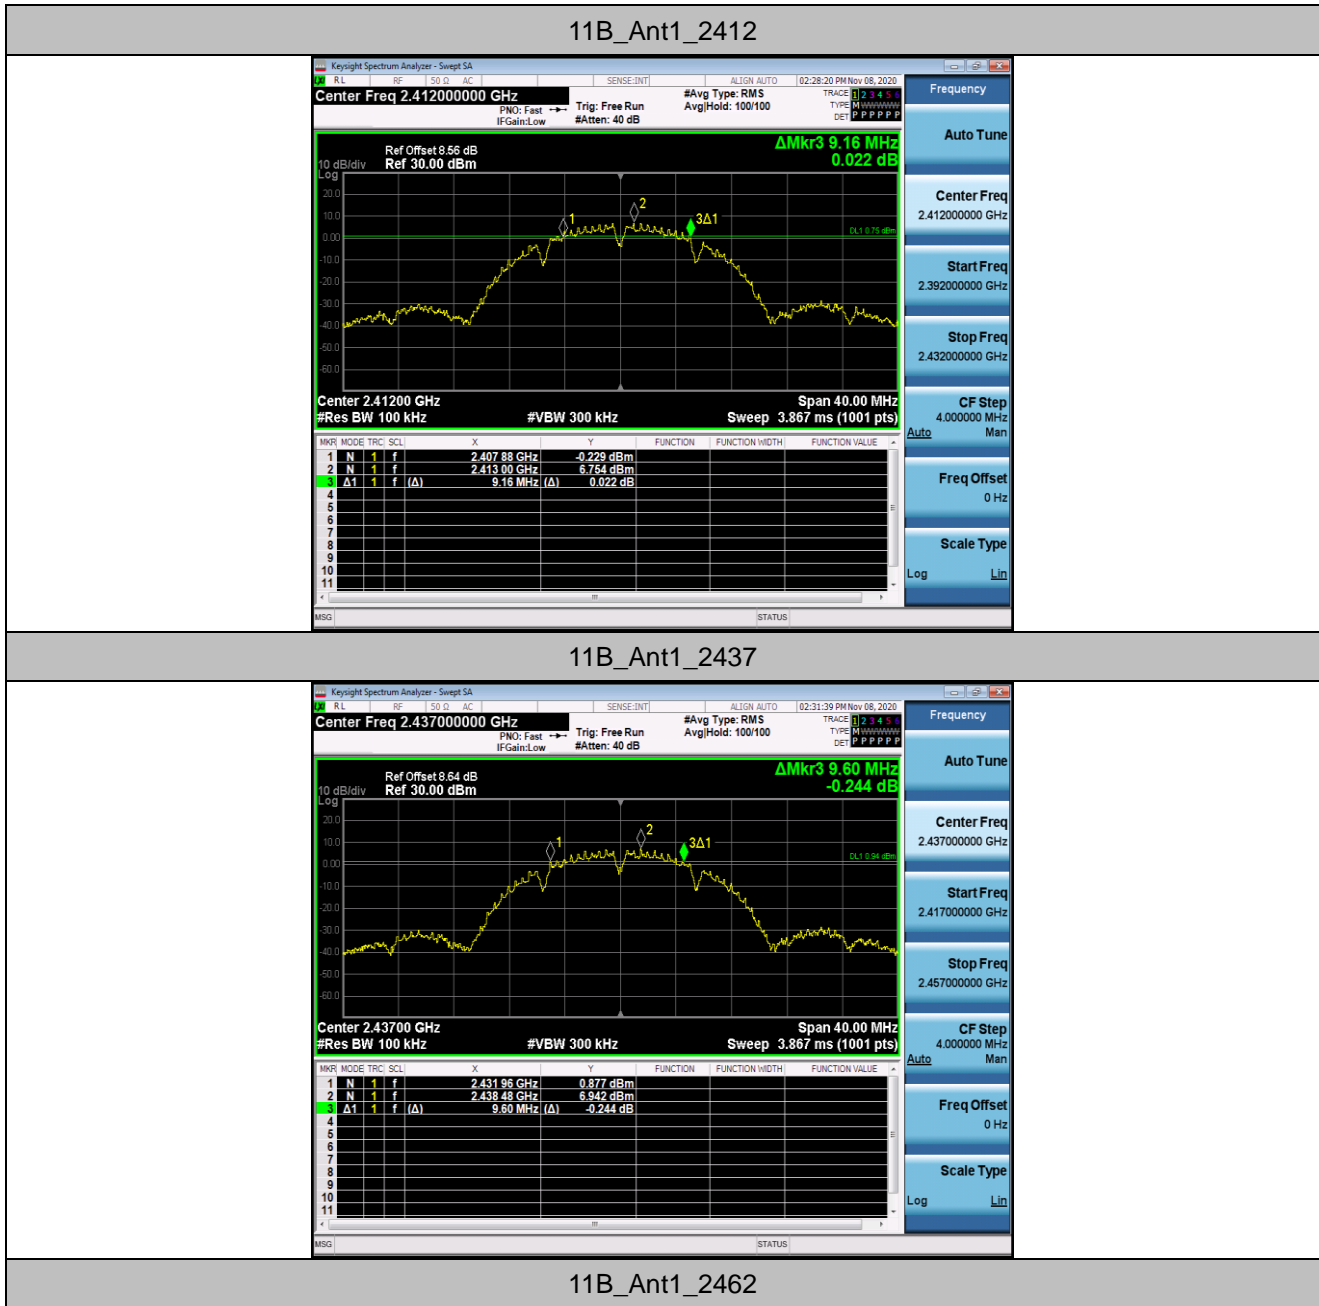 11B_Ant1_2412
Keysight Spectrum Analyzer - Swept SA
RL RF 50 Ω AC SENSE:INT ALIGN AUTO 02:28:20 PM Nov 08, 2020
Center Freq 2.412000000 GHz
PNO: Fast
IFGain:Low
Trig: Free Run
#Atten: 40 dB
#Avg Type: RMS
Avg|Hold: 100/100
TRACE 1 2 3 4 5 6
TYPE M WWWWW
DET P P P P P P
Frequency
Ref Offset 8.56 dB
10 dB/div Ref 30.00 dBm
Log
ΔMkr3 9.16 MHz
0.022 dB
20.0
10.0
0.00
-10.0
-20.0
-30.0
-40.0
-50.0
-60.0
1
2
3Δ1
DL1 0.75 dBm
Center 2.41200 GHz Span 40.00 MHz
#Res BW 100 kHz #VBW 300 kHz Sweep 3.867 ms (1001 pts)
MKR MODE TRC SCL X Y FUNCTION FUNCTION WIDTH FUNCTION VALUE
1 N 1 f 2.407 88 GHz -0.229 dBm
2 N 1 f 2.413 00 GHz 6.754 dBm
3 Δ1 1 f (Δ) 9.16 MHz (Δ) 0.022 dB
4
5
6
7
8
9
10
11
MSG STATUS
Auto Tune
Center Freq
2.412000000 GHz
Start Freq
2.392000000 GHz
Stop Freq
2.432000000 GHz
CF Step
4.000000 MHz
Auto Man
Freq Offset
0 Hz
Scale Type
Log Lin
11B_Ant1_2437
Keysight Spectrum Analyzer - Swept SA
RL RF 50 Ω AC SENSE:INT ALIGN AUTO 02:31:39 PM Nov 08, 2020
Center Freq 2.437000000 GHz
PNO: Fast
IFGain:Low
Trig: Free Run
#Atten: 40 dB
#Avg Type: RMS
Avg|Hold: 100/100
TRACE 1 2 3 4 5 6
TYPE M WWWWW
DET P P P P P P
Frequency
Ref Offset 8.64 dB
10 dB/div Ref 30.00 dBm
Log
ΔMkr3 9.60 MHz
-0.244 dB
20.0
10.0
0.00
-10.0
-20.0
-30.0
-40.0
-50.0
-60.0
1
2
3Δ1
DL1 0.94 dBm
Center 2.43700 GHz Span 40.00 MHz
#Res BW 100 kHz #VBW 300 kHz Sweep 3.867 ms (1001 pts)
MKR MODE TRC SCL X Y FUNCTION FUNCTION WIDTH FUNCTION VALUE
1 N 1 f 2.431 96 GHz 0.877 dBm
2 N 1 f 2.438 48 GHz 6.942 dBm
3 Δ1 1 f (Δ) 9.60 MHz (Δ) -0.244 dB
4
5
6
7
8
9
10
11
MSG STATUS
Auto Tune
Center Freq
2.437000000 GHz
Start Freq
2.417000000 GHz
Stop Freq
2.457000000 GHz
CF Step
4.000000 MHz
Auto Man
Freq Offset
0 Hz
Scale Type
Log Lin
11B_Ant1_2462